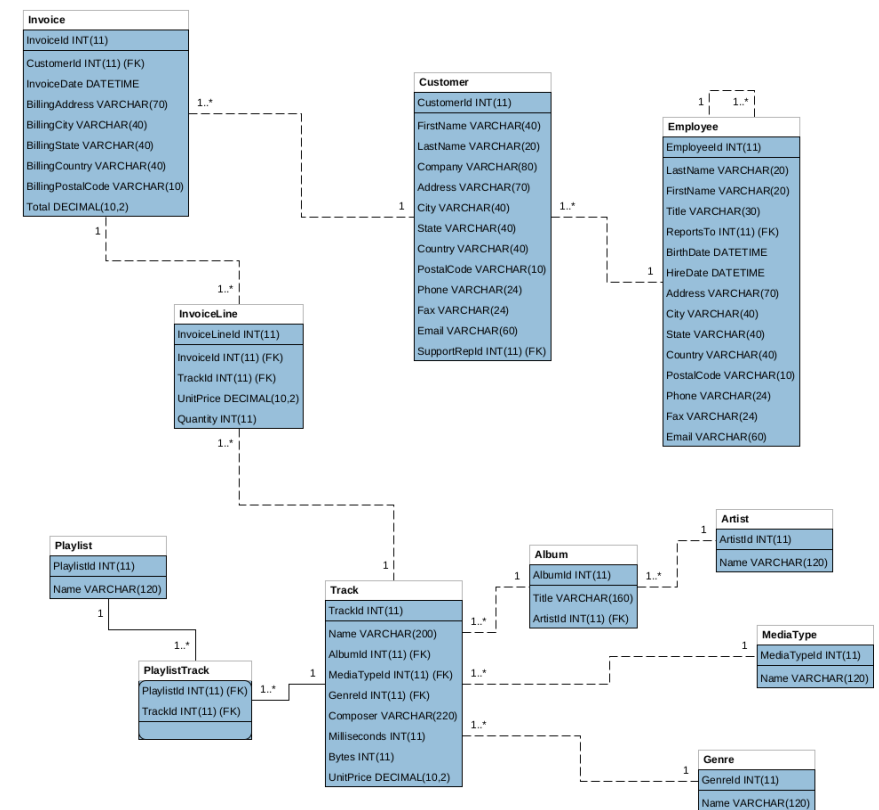 Invoice
InvoiceId INT(11)
CustomerId INT(11) (FK)
InvoiceDate DATETIME
BillingAddress VARCHAR(70)
BillingCity VARCHAR(40)
BillingState VARCHAR(40)
BillingCountry VARCHAR(40)
BillingPostalCode VARCHAR(10)
Total DECIMAL(10,2)
1..*
1
1
1..*
Customer
CustomerId INT(11)
FirstName VARCHAR(40)
LastName VARCHAR(20)
Company VARCHAR(80)
Address VARCHAR(70)
City VARCHAR(40)
State VARCHAR(40)
Country VARCHAR(40)
PostalCode VARCHAR(10)
Phone VARCHAR(24)
Fax VARCHAR(24)
Email VARCHAR(60)
SupportRepId INT(11) (FK)
1..*
1
1
1..*
Employee
EmployeeId INT(11)
LastName VARCHAR(20)
FirstName VARCHAR(20)
Title VARCHAR(30)
ReportsTo INT(11) (FK)
BirthDate DATETIME
HireDate DATETIME
Address VARCHAR(70)
City VARCHAR(40)
State VARCHAR(40)
Country VARCHAR(40)
PostalCode VARCHAR(10)
Phone VARCHAR(24)
Fax VARCHAR(24)
Email VARCHAR(60)
InvoiceLine
InvoiceLineId INT(11)
InvoiceId INT(11) (FK)
TrackId INT(11) (FK)
UnitPrice DECIMAL(10,2)
Quantity INT(11)
1..*
1
Playlist
PlaylistId INT(11)
Name VARCHAR(120)
1
1..*
PlaylistTrack
PlaylistId INT(11) (FK)
TrackId INT(11) (FK)
1..*
1
Track
TrackId INT(11)
Name VARCHAR(200)
AlbumId INT(11) (FK)
MediaTypeId INT(11) (FK)
GenreId INT(11) (FK)
Composer VARCHAR(220)
Milliseconds INT(11)
Bytes INT(11)
UnitPrice DECIMAL(10,2)
1..*
1
1..*
1
1..*
1
Album
AlbumId INT(11)
Title VARCHAR(160)
ArtistId INT(11) (FK)
1..*
1
Artist
ArtistId INT(11)
Name VARCHAR(120)
MediaType
MediaTypeId INT(11)
Name VARCHAR(120)
Genre
GenreId INT(11)
Name VARCHAR(120)